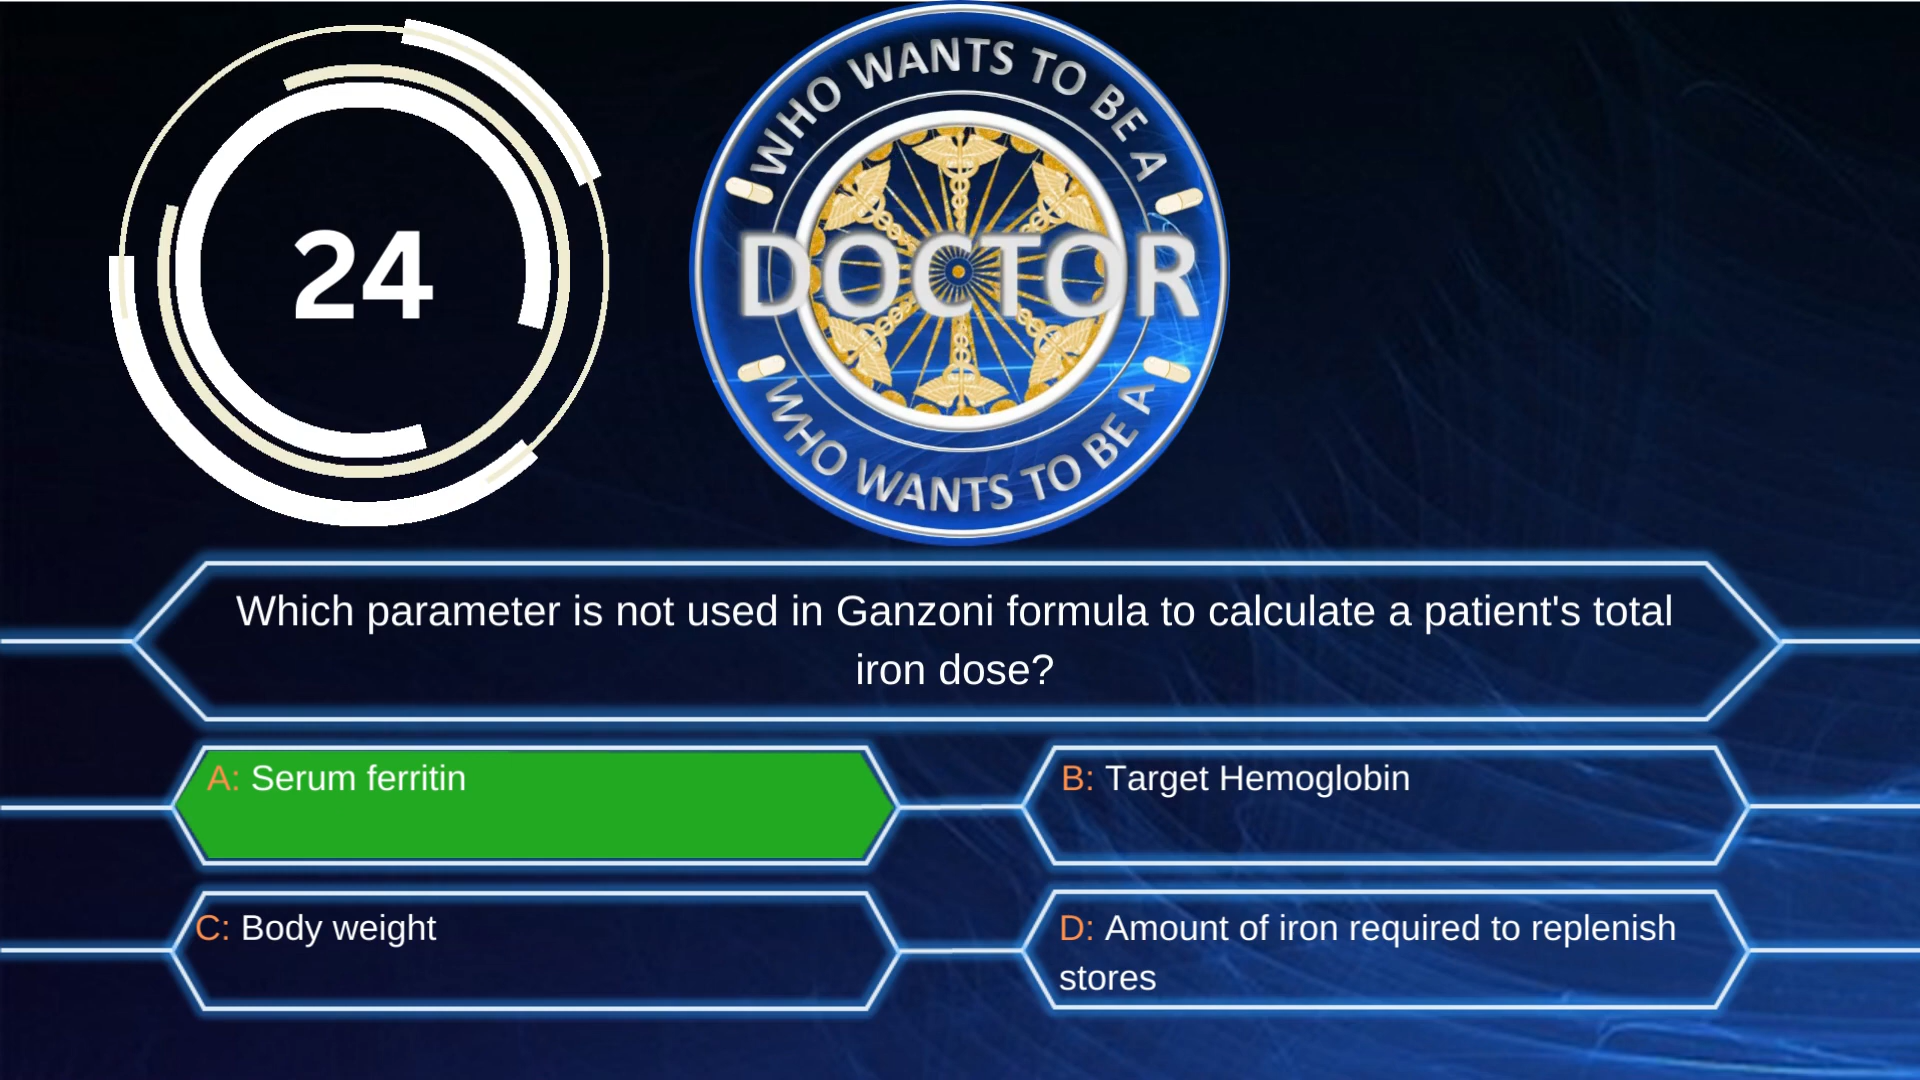 24
WHO WANTS TO BE A
DOCTOR
WHO WANTS TO BE A
Which parameter is not used in Ganzoni formula to calculate a patient's total
iron dose?
A: Serum ferritin
B: Target Hemoglobin
C: Body weight
D: Amount of iron required to replenish
stores